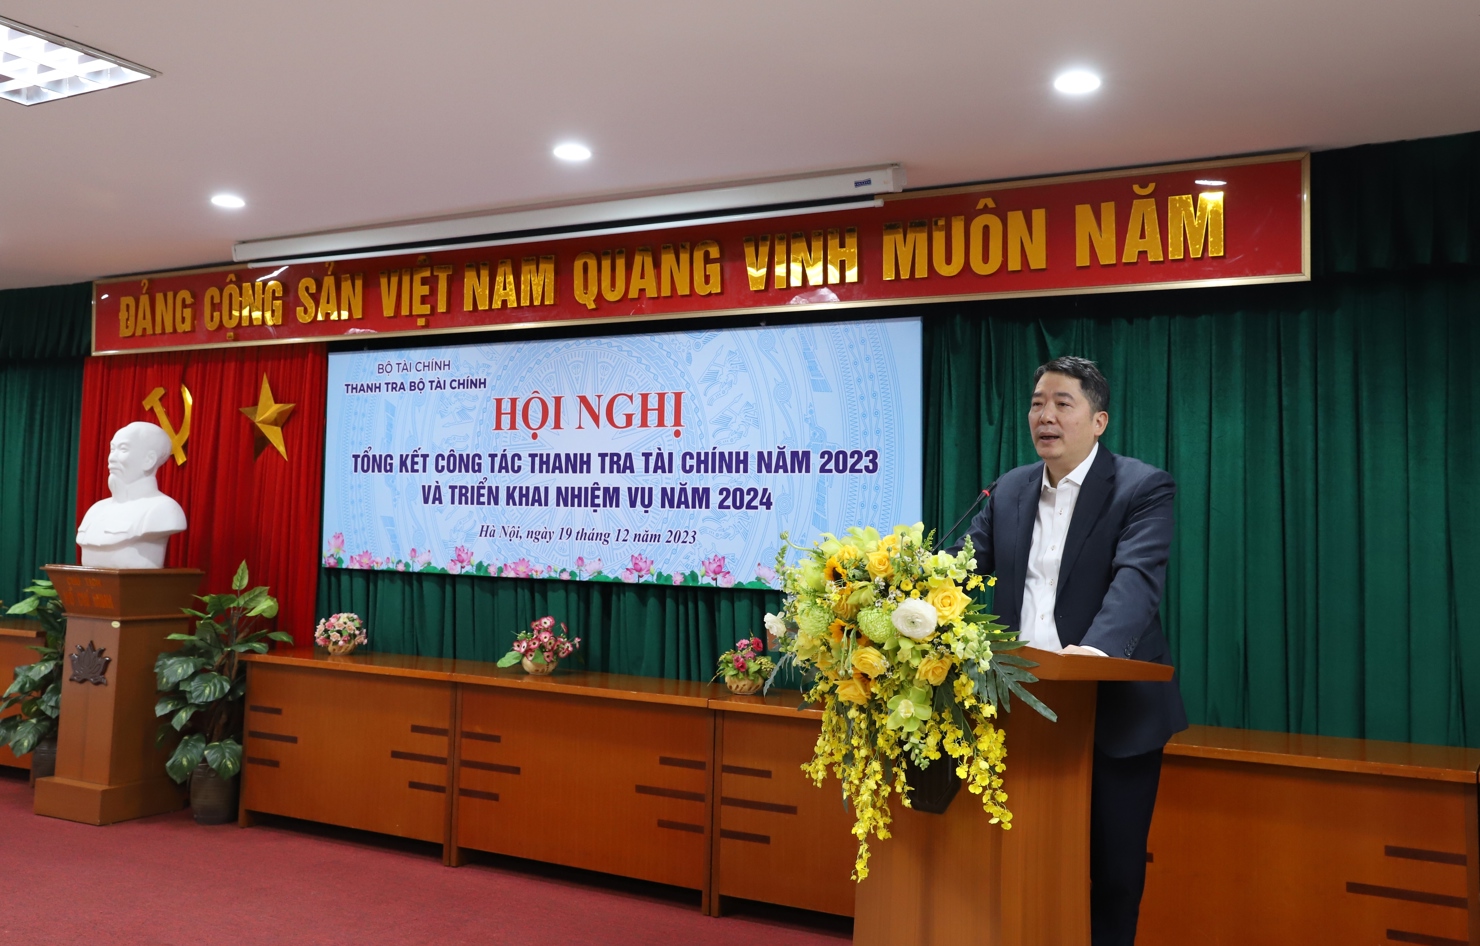 ĐẢNG CỘNG SẢN VIỆT NAM QUANG VINH MUÔN NĂM
BỘ TÀI CHÍNH
THANH TRA BỘ TÀI CHÍNH
HỘI NGHỊ
TỔNG KẾT CÔNG TÁC THANH TRA TÀI CHÍNH NĂM 2023
VÀ TRIỂN KHAI NHIỆM VỤ NĂM 2024
Hà Nội, ngày 19 tháng 12 năm 2023